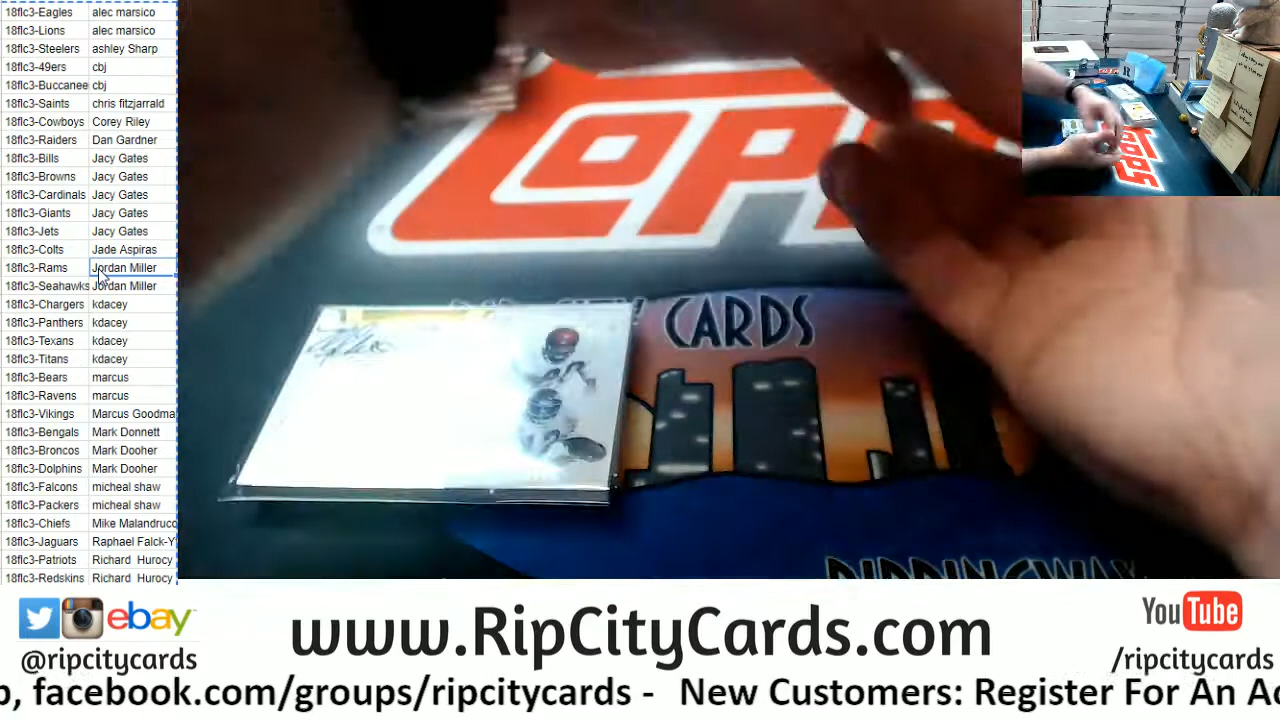 18flc3-Eagles alec marsico
18flc3-Lions alec marsico
18flc3-Steelers ashley Sharp
18flc3-49ers cbj
18flc3-Buccanee cbj
18flc3-Saints chris fitzjarrald
18flc3-Cowboys Corey Riley
18flc3-Raiders Dan Gardner
18flc3-Bills Jacy Gates
18flc3-Browns Jacy Gates
18flc3-Cardinals Jacy Gates
18flc3-Giants Jacy Gates
18flc3-Jets Jacy Gates
18flc3-Colts Jade Aspiras
18flc3-Rams Jordan Miller
18flc3-Seahawks Jordan Miller
18flc3-Chargers kdacey
18flc3-Panthers kdacey
18flc3-Texans kdacey
18flc3-Titans kdacey
18flc3-Bears marcus
18flc3-Ravens marcus
18flc3-Vikings Marcus Goodma
18flc3-Bengals Mark Donnett
18flc3-Broncos Mark Dooher
18flc3-Dolphins Mark Dooher
18flc3-Falcons micheal shaw
18flc3-Packers micheal shaw
18flc3-Chiefs Mike Malandruco
18flc3-Jaguars Raphael Falck-Y
18flc3-Patriots Richard Hurocy
18flc3-Redskins Richard Hurocy
TOPPS
CARDS
TOPPS
ebay
@ripcitycards
www.RipCityCards.com
YouTube
/ripcitycards
p, facebook.com/groups/ripcitycards - New Customers: Register For An Ac